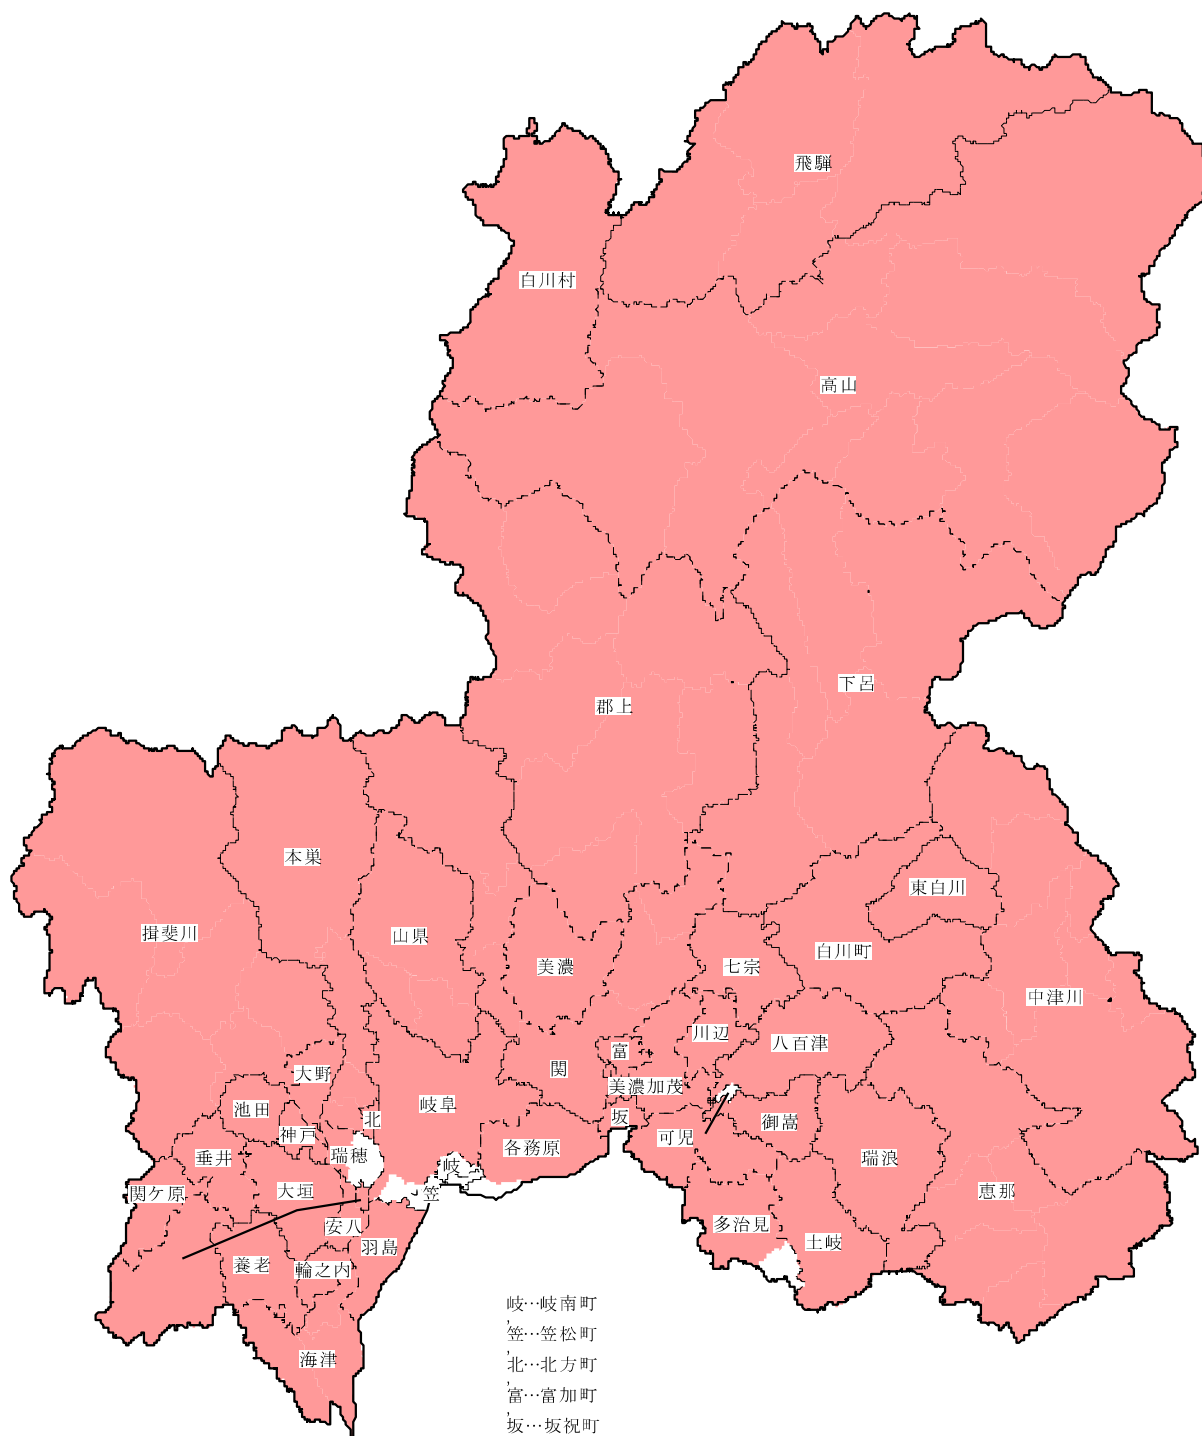 飛騨
白川村
高山
下呂
郡上
本巣
東白川
揖斐川
山県
白川町
美濃
七宗
中津川
川辺
八百津
富
関
大野
美濃加茂
池田
岐阜
北
坂
御嵩
神戸
可児
各務原
瑞穂
垂井
瑞浪
岐
関ケ原
大垣
笠
恵那
安八
多治見
羽島
土岐
養老
輪之内
海津
岐…岐南町
,
笠…笠松町
,
北…北方町
,
富…富加町
,
坂…坂祝町